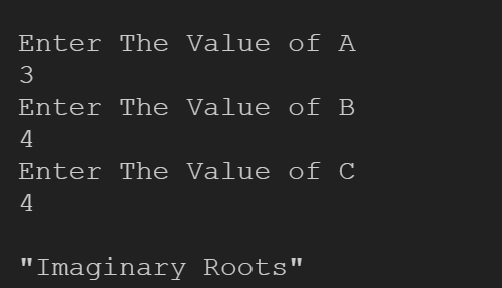 Enter The Value of A
3
Enter The Value of B
4
Enter The Value of C
4
"Imaginary Roots"